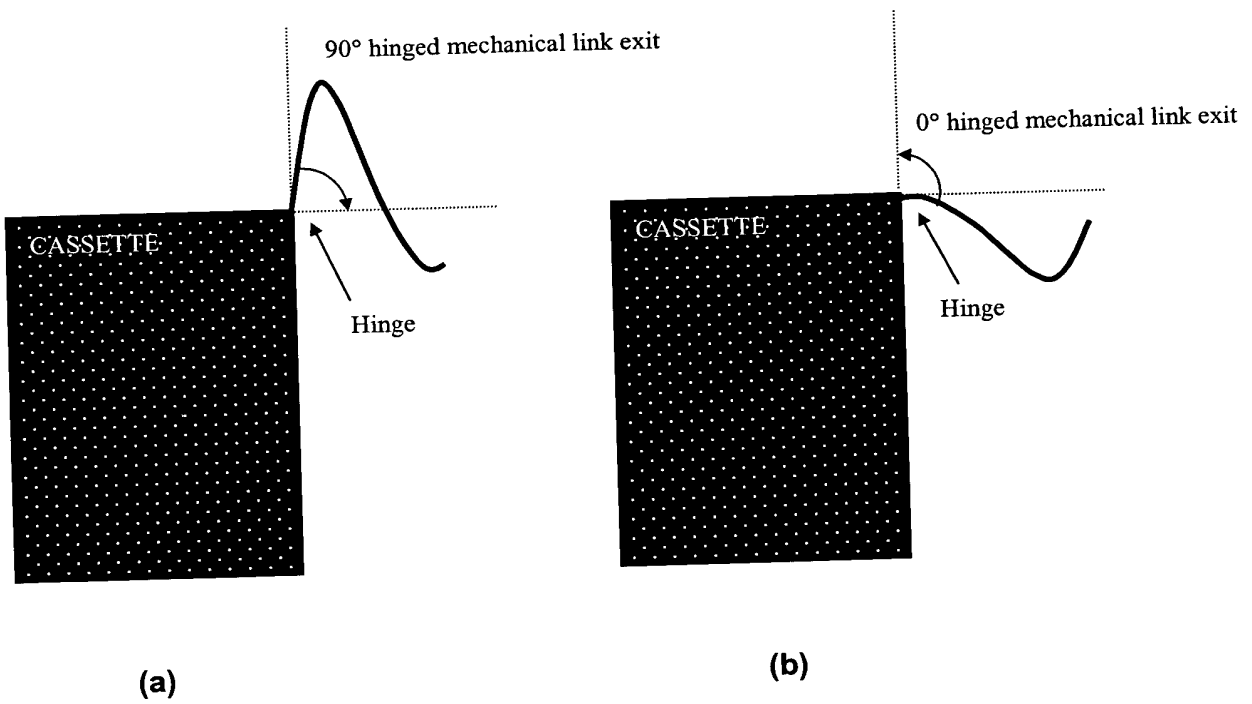 90° hinged mechanical link exit
CASSETTE
Hinge
(a)
0° hinged mechanical link exit
CASSETTE
Hinge
(b)